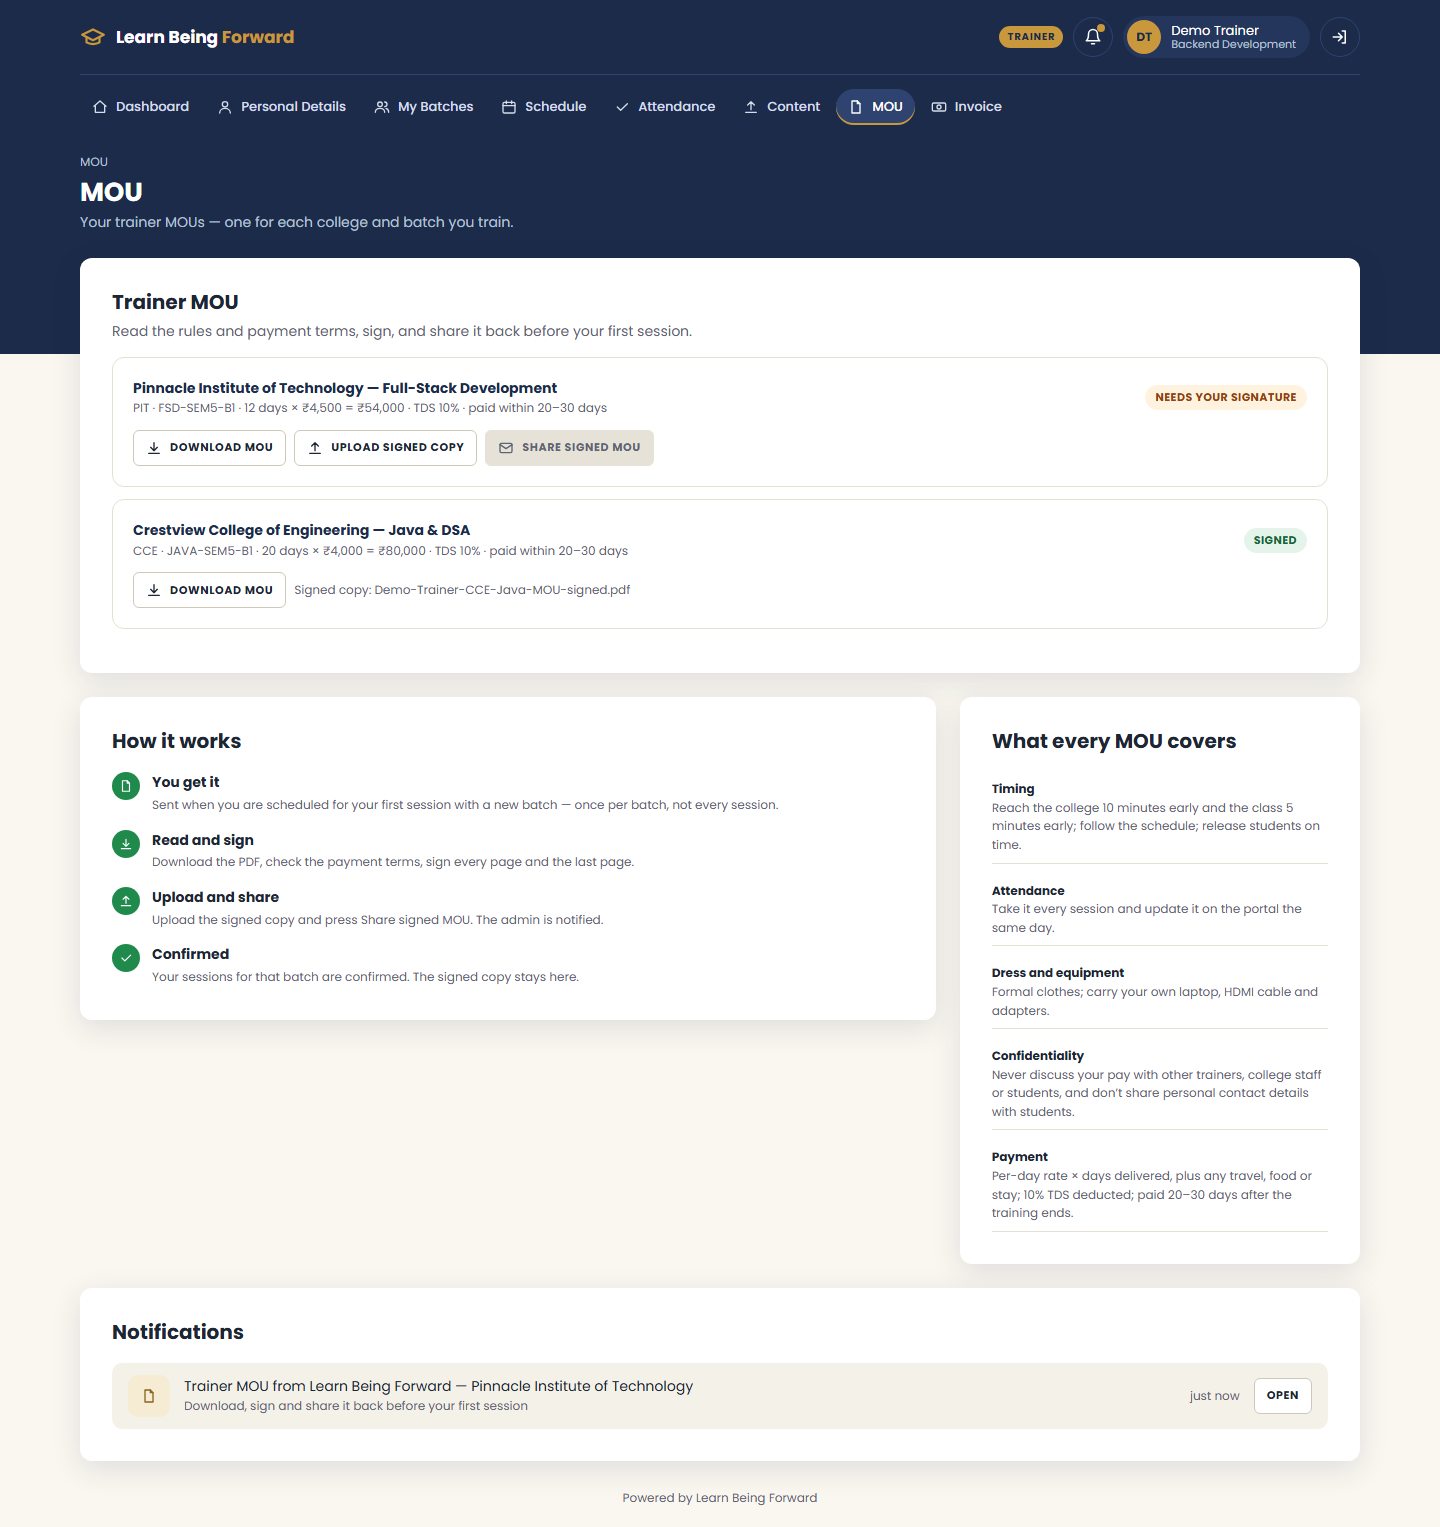 Learn Being Forward
TRAINER
DT
Demo Trainer
Backend Development
Dashboard
Personal Details
My Batches
Schedule
Attendance
Content
MOU
Invoice
MOU
MOU
Your trainer MOUs — one for each college and batch you train.
Trainer MOU
Read the rules and payment terms, sign, and share it back before your first session.
Pinnacle Institute of Technology — Full-Stack Development
PIT · FSD-SEM5-B1 · 12 days × ₹4,500 = ₹54,000 · TDS 10% · paid within 20–30 days
NEEDS YOUR SIGNATURE
DOWNLOAD MOU
UPLOAD SIGNED COPY
SHARE SIGNED MOU
Crestview College of Engineering — Java & DSA
CCE · JAVA-SEM5-B1 · 20 days × ₹4,000 = ₹80,000 · TDS 10% · paid within 20–30 days
SIGNED
DOWNLOAD MOU
Signed copy: Demo-Trainer-CCE-Java-MOU-signed.pdf
How it works
You get it
Sent when you are scheduled for your first session with a new batch — once per batch, not every session.
Read and sign
Download the PDF, check the payment terms, sign every page and the last page.
Upload and share
Upload the signed copy and press Share signed MOU. The admin is notified.
Confirmed
Your sessions for that batch are confirmed. The signed copy stays here.
What every MOU covers
Timing
Reach the college 10 minutes early and the class 5
minutes early; follow the schedule; release students on
time.
Attendance
Take it every session and update it on the portal the
same day.
Dress and equipment
Formal clothes; carry your own laptop, HDMI cable and
adapters.
Confidentiality
Never discuss your pay with other trainers, college staff
or students, and don't share personal contact details
with students.
Payment
Per-day rate × days delivered, plus any travel, food or
stay; 10% TDS deducted; paid 20–30 days after the
training ends.
Notifications
Trainer MOU from Learn Being Forward — Pinnacle Institute of Technology
Download, sign and share it back before your first session
just now
OPEN
Powered by Learn Being Forward